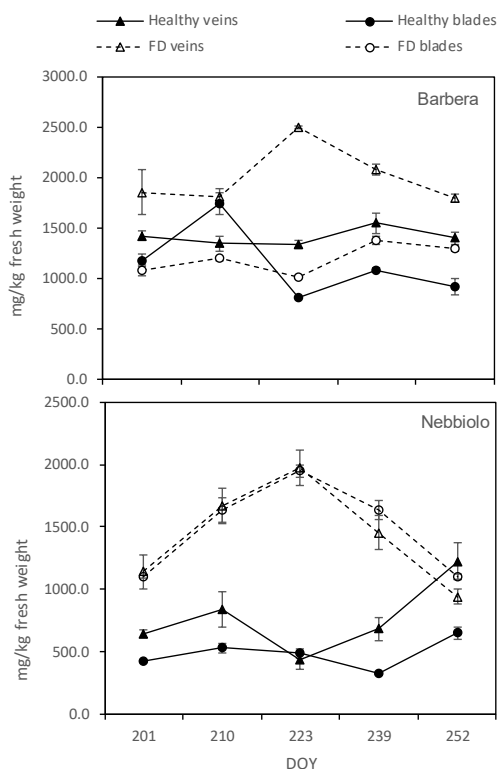 Healthy veins Healthy blades
FD veins FD blades
3000.0
Barbera
2500.0
2000.0
1500.0
1000.0
500.0
0.0
mg/kg fresh weight
2500.0
Nebbiolo
2000.0
1500.0
1000.0
500.0
0.0
mg/kg fresh weight
201 210 223 239 252
DOY